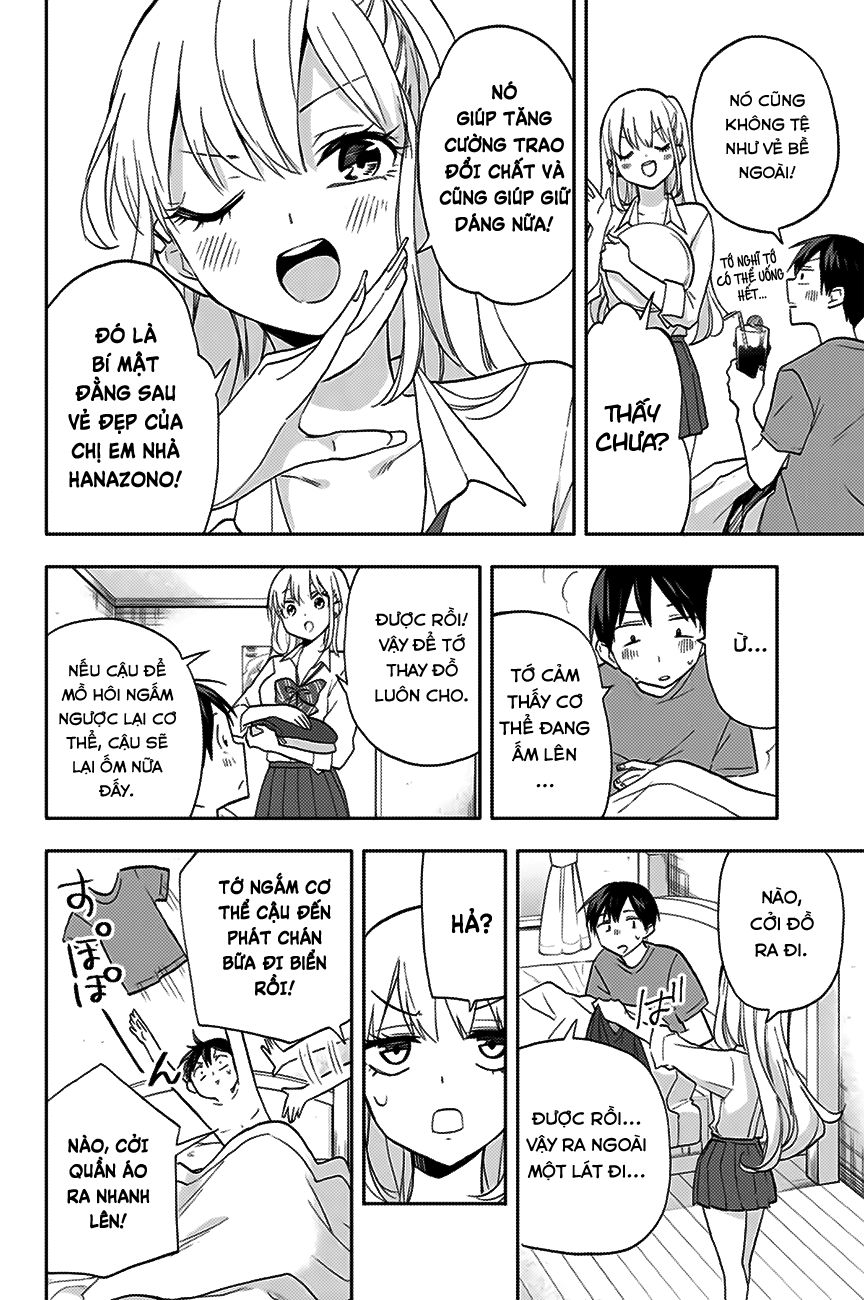 NÓ CŨNG
KHÔNG TỆ
NHƯ VẺ BỀ
NGOÀI!
TỚ NGHĨ TỚ
CÓ THỂ UỐNG
HẾT...
THẤY
CHƯA?
NÓ
GIÚP TĂNG
CƯỜNG TRAO
ĐỔI CHẤT VÀ
CŨNG GIÚP GIỮ
DÁNG NỮA!
ĐÓ LÀ
BÍ MẬT
ĐẰNG SAU
VẺ ĐẸP CỦA
CHỊ EM NHÀ
HANAZONO!
Ừ...
TỚ CẢM
THẤY CƠ
THỂ ĐANG
ẤM LÊN
...
ĐƯỢC RỒI!
VẬY ĐỂ TỚ
THAY ĐỒ
LUÔN CHO.
NẾU CẬU ĐỂ
MỒ HÔI NGẤM
NGƯỢC LẠI CƠ
THỂ, CẬU SẼ
LẠI ỐM NỮA
ĐẤY.
NÀO,
CỞI ĐỒ
RA ĐI.
ば
ĐƯỢC RỒI...
VẬY RA NGOÀI
MỘT LÁT ĐI...
HẢ?
TỚ NGẮM CƠ
THỂ CẬU ĐẾN
PHÁT CHÁN
BỮA ĐI BIỂN
RỒI!
すぽぽーん
NÀO, CỞI
QUẦN ÁO
RA NHANH
LÊN!